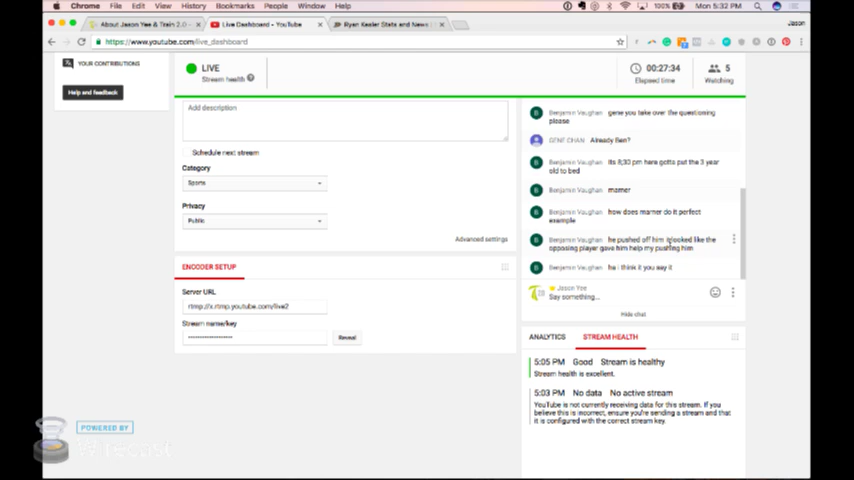 Chrome File Edit View History Bookmarks People Window Help
100% Mon 5:32 PM
About Jason Yee & Train 2.0 -
Live Dashboard - YouTube
Ryan Kesler Stats and News |
Jason
https://www.youtube.com/live_dashboard
YOUR CONTRIBUTIONS
Help and feedback
LIVE
Stream health
00:27:34
Elapsed time
5
Watching
Add description
Schedule next stream
Category
Sports
Privacy
Public
Advanced settings
ENCODER SETUP
Server URL
rtmp://x.rtmp.youtube.com/live2
Stream name/key
••••••••••••••••••••
Reveal
Benjamin Vaughan gene you take over the questioning
please
GENE CHAN Already Ben?
Benjamin Vaughan Its 8;30 pm here gotta put the 3 year
old to bed
Benjamin Vaughan marner
Benjamin Vaughan how does marner do it perfect
example
Benjamin Vaughan he pushed off him looked like the
opposing player gave him help my pushing him
Benjamin Vaughan ha i think it you say it
Jason Yee
Say something...
Hide chat
ANALYTICS STREAM HEALTH
5:05 PM Good Stream is healthy
Stream health is excellent.
5:03 PM No data No active stream
YouTube is not currently receiving data for this stream. If you
believe this is incorrect, ensure you're sending a stream and that
it is configured with the correct stream key.
POWERED BY
Wirecast